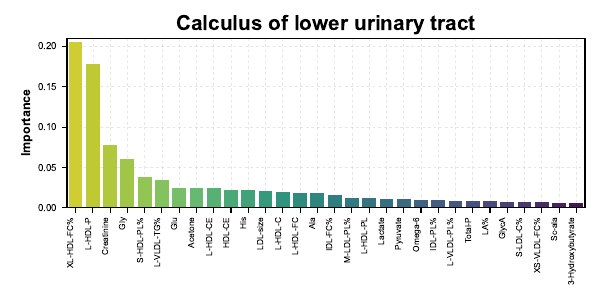 Calculus of lower urinary tract
Importance
0.20
0.15
0.10
0.05
0.00
XL-HDL-FC%
L-HDL-P
Creatinine
Gly
S-HDL-PL%
L-VLDL-TG%
Glu
Acetone
L-HDL-CE
HDL-CE
His
LDL-size
L-HDL-C
L-HDL-FC
Ala
IDL-FC%
M-LDL-PL%
L-HDL-PL
Lactate
Pyruvate
Omega-6
IDL-PL%
L-VLDL-PL%
Total-P
LA%
GlycA
S-LDL-C%
XS-VLDL-FC%
Sc-ala
3-Hydroxybutyrate